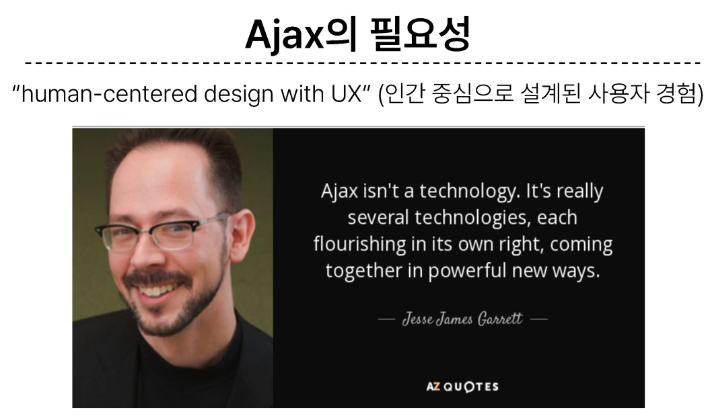 Ajax의 필요성
“human-centered design with UX” (인간 중심으로 설계된 사용자 경험)
Ajax isn't a technology. It's really
several technologies, each
flourishing in its own right, coming
together in powerful new ways.
— Jesse James Garrett —
AZ QUOTES